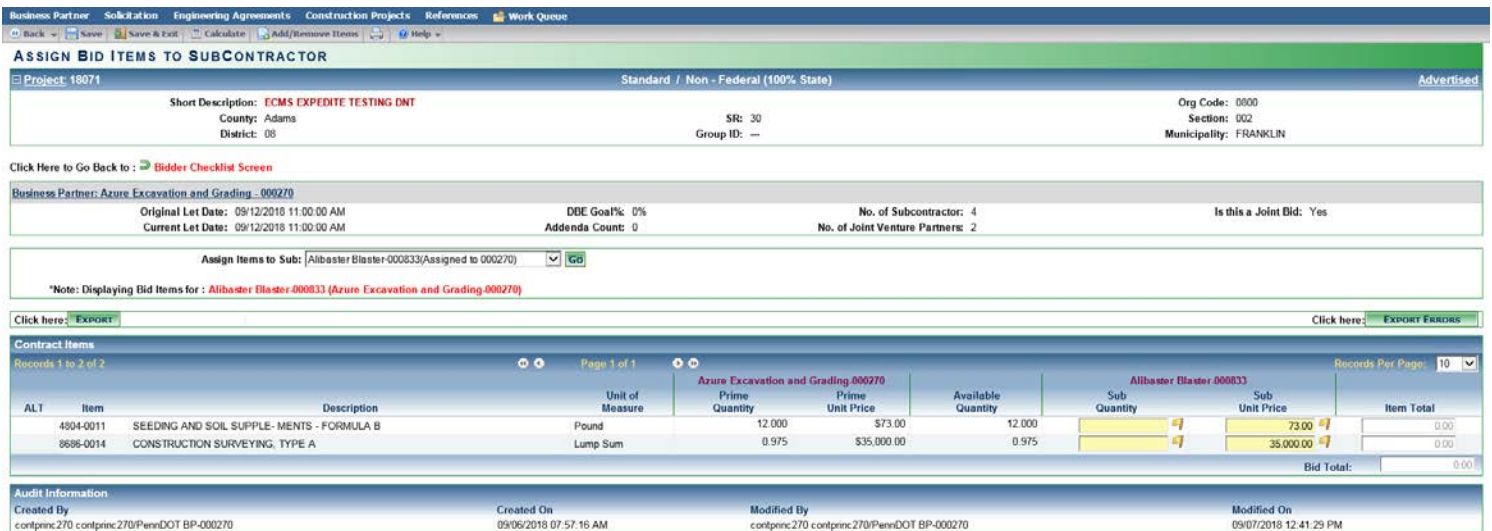 Business Partner Solicitation Engineering Agreements Construction Projects References Work Queue
Back Save Save & Exit Calculate Add/Remove Items Help
ASSIGN BID ITEMS TO SUBCONTRACTOR
Project: 18071 Standard / Non - Federal (100% State) Advertised
Short Description: ECMS EXPEDITE TESTING DNT Org Code: 0800
County: Adams SR: 30 Section: 002
District: 08 Group ID: --- Municipality: FRANKLIN
Click Here to Go Back to : Bidder Checklist Screen
Business Partner: Azure Excavation and Grading - 000270
Original Let Date: 09/12/2018 11:00:00 AM DBE Goal%: 0% No. of Subcontractor: 4 Is this a Joint Bid: Yes
Current Let Date: 09/12/2018 11:00:00 AM Addenda Count: 0 No. of Joint Venture Partners: 2
Assign Items to Sub: Alibaster Blaster-000833(Assigned to 000270) Go
*Note: Displaying Bid Items for : Alibaster Blaster-000833 (Azure Excavation and Grading-000270)
Click here: EXPORT Click here: EXPORT ERRORS
Contract Items
Records 1 to 2 of 2 Page 1 of 1 Records Per Page: 10
Azure Excavation and Grading-000270 Alibaster Blaster-000833
Unit of Prime Prime Available Sub Sub
ALT Item Description Measure Quantity Unit Price Quantity Quantity Unit Price Item Total
4804-0011 SEEDING AND SOIL SUPPLE- MENTS - FORMULA B Pound 12.000 $73.00 12.000 73.00 0.00
8686-0014 CONSTRUCTION SURVEYING, TYPE A Lump Sum 0.975 $35,000.00 0.975 35,000.00 0.00
Bid Total: 0.00
Audit Information
Created By Created On Modified By Modified On
contprinc270 contprinc270/PennDOT BP-000270 09/06/2018 07:57:16 AM contprinc270 contprinc270/PennDOT BP-000270 09/07/2018 12:41:29 PM